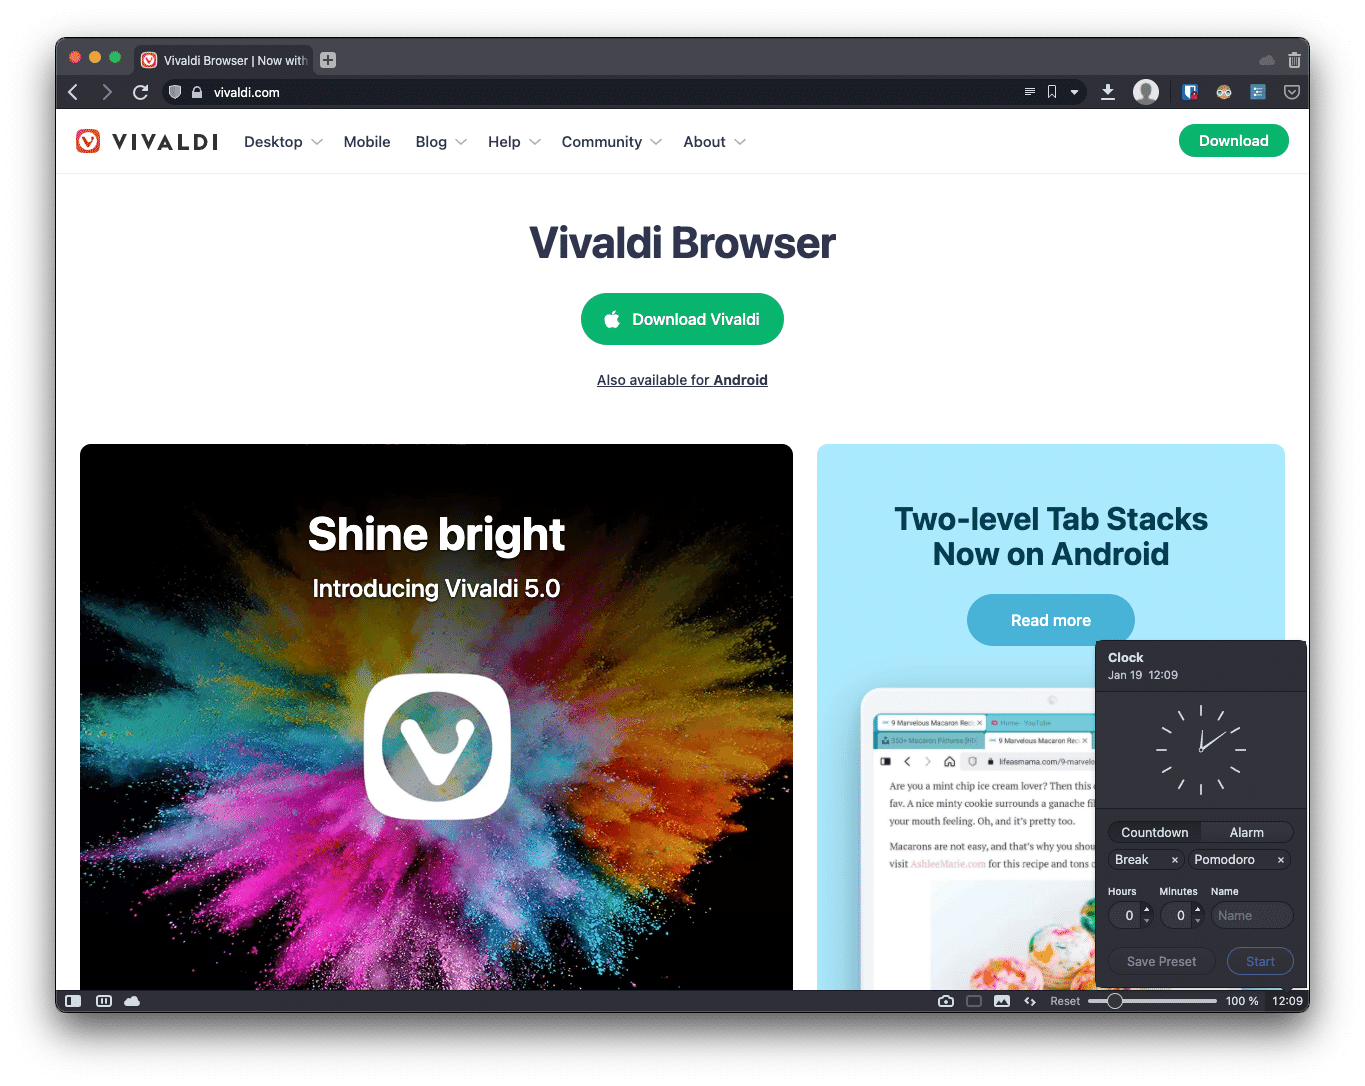 Vivaldi Browser | Now with
vivaldi.com
VIVALDI Desktop Mobile Blog Help Community About Download
Vivaldi Browser
Download Vivaldi
Also available for Android
Shine bright
Introducing Vivaldi 5.0
Two-level Tab Stacks
Now on Android
Read more
9 Marvelous Macaron Rec Home - YouTube
350+ Macaron Pictures [HD] 9 Marvelous Macaron Rec
lifeasmama.com/9-marvelo
Are you a mint chip ice cream lover? Then this
fav. A nice minty cookie surrounds a ganache fil
your mouth feeling. Oh, and it's pretty too.
Macarons are not easy, and that's why you shou
visit AshleeMarie.com for this recipe and tons
Clock
Jan 19 12:09
Countdown Alarm
Break × Pomodoro ×
Hours Minutes Name
0 0 Name
Save Preset Start
Reset 100 % 12:09